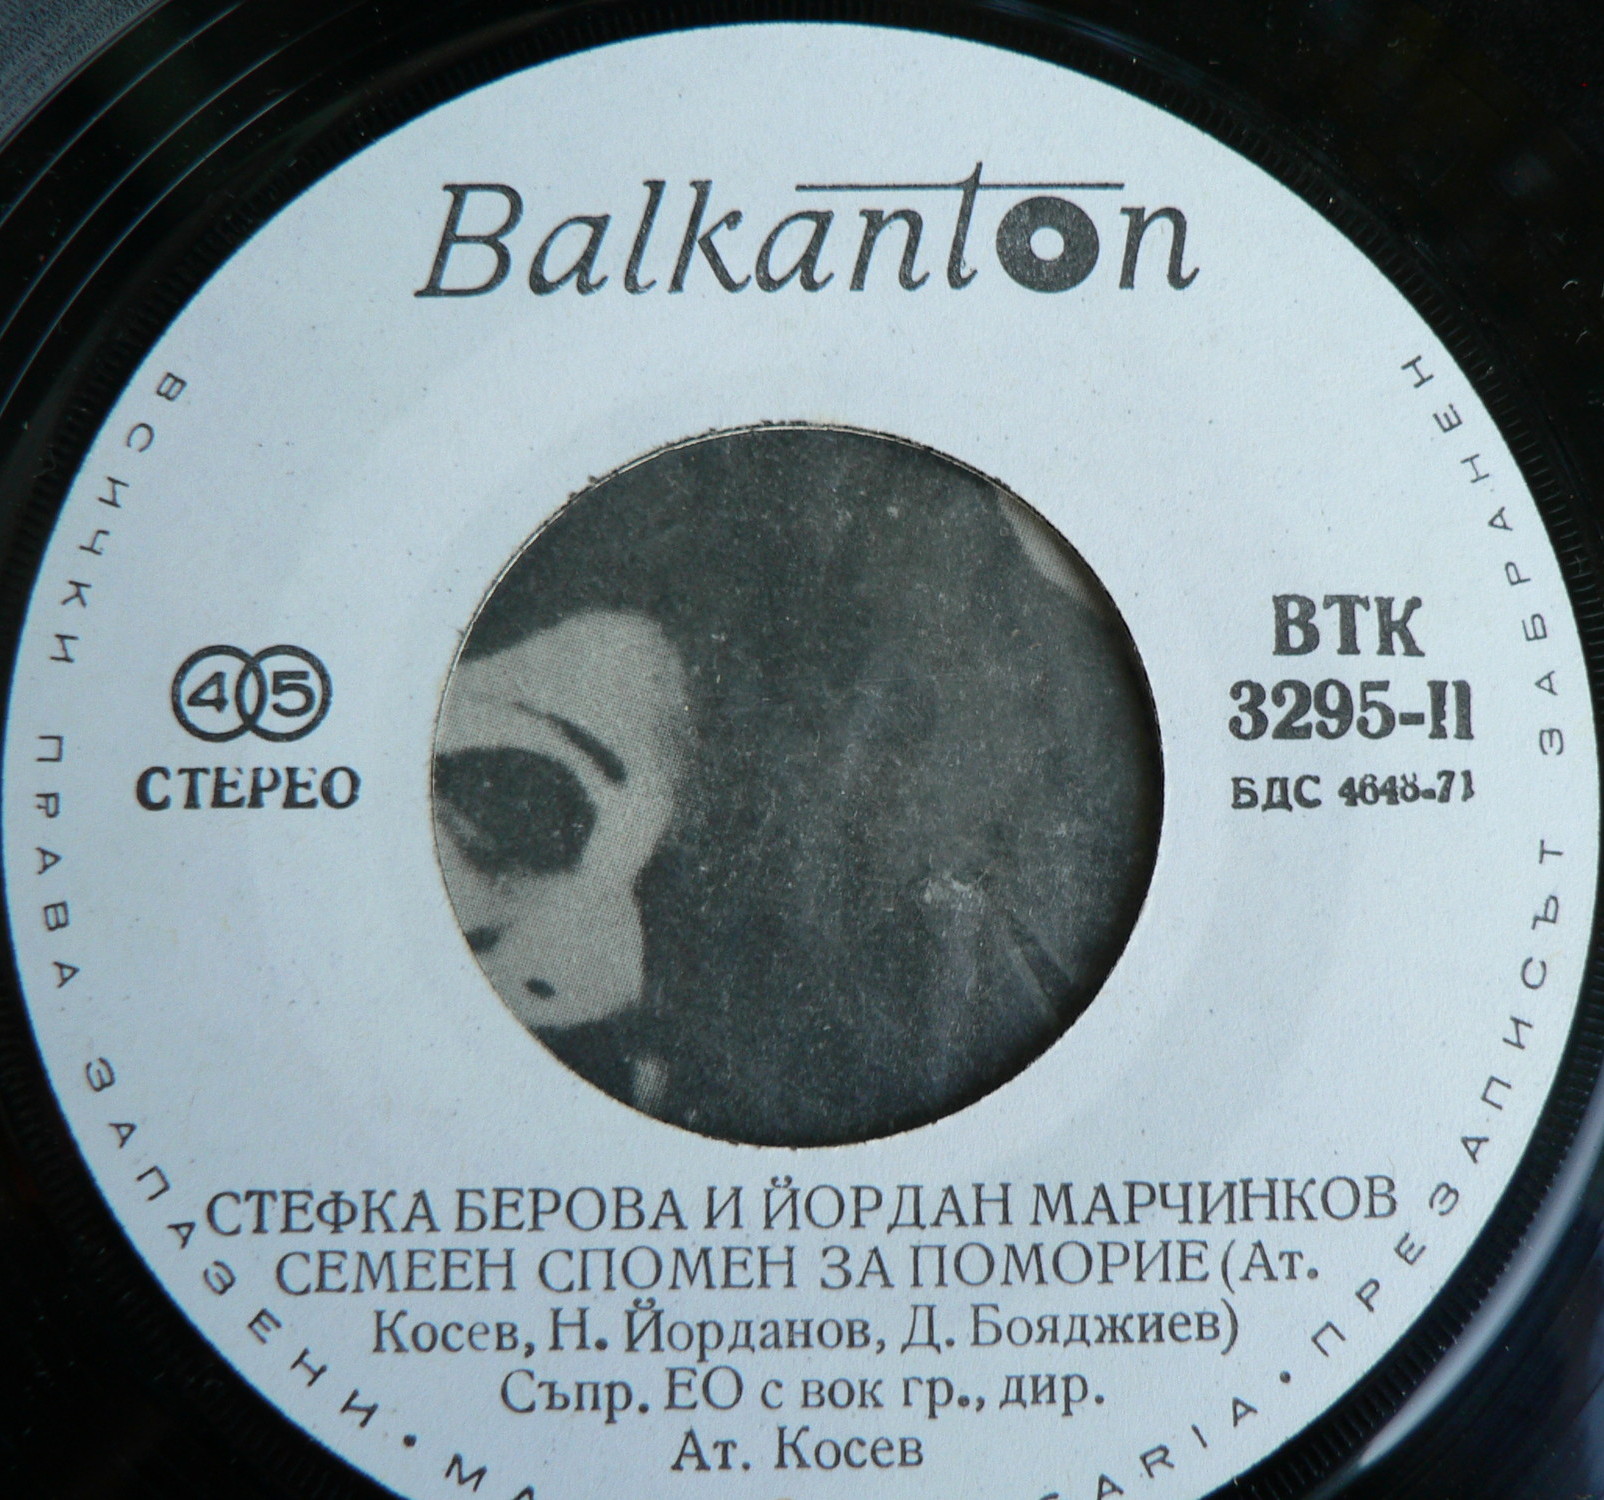 Balkanton
45
СТЕРЕО
ВТК
3295-II
БДС 4648-71
СТЕФКА БЕРОВА И ЙОРДАН МАРЧИНКОВ
СЕМЕЕН СПОМЕН ЗА ПОМОРИЕ (Ат.
Косев, Н. Йорданов, Д. Бояджиев)
Съпр. ЕО с вок гр., дир.
Ат. Косев
ВСИЧКИ ПРАВА ЗАПАЗЕНИ •
• ПРЕЗАПИСЪТ ЗАБРАНЕН